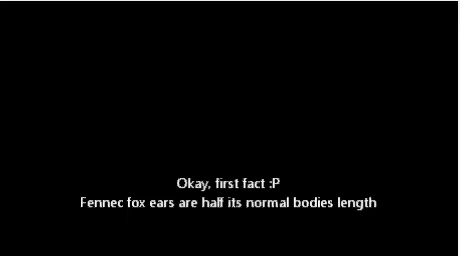 Okay, first fact :P
Fennec fox ears are half its normal bodies length